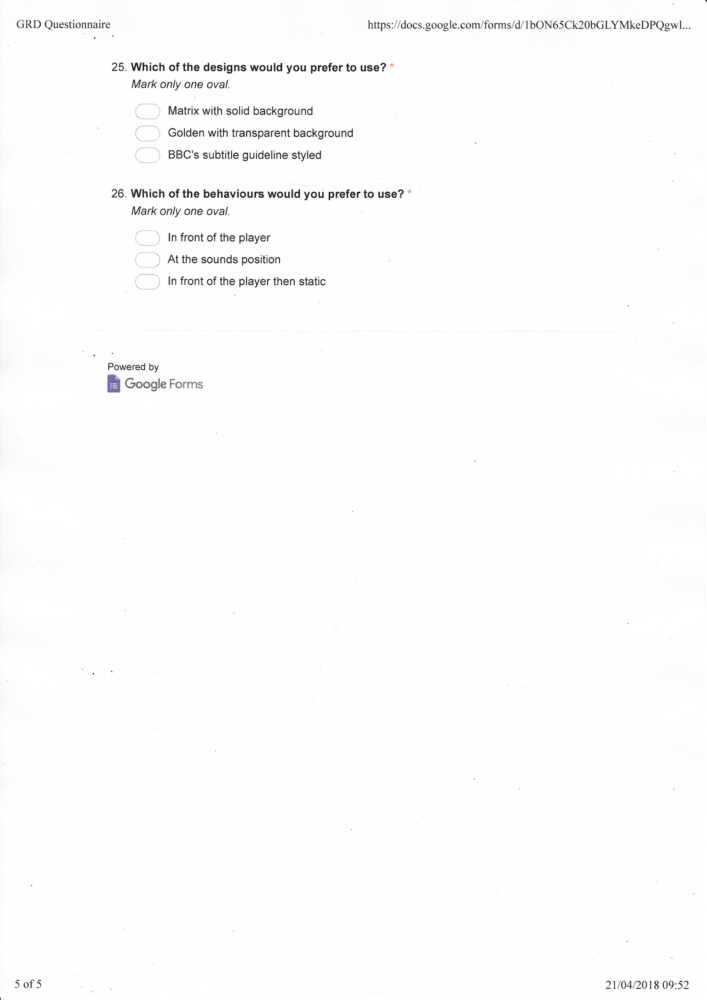 GRD Questionnaire
https://docs.google.com/forms/d/1bON65Ck20bGLYMkeDPQgwl...
25. Which of the designs would you prefer to use? *
Mark only one oval.
Matrix with solid background
Golden with transparent background
BBC's subtitle guideline styled
26. Which of the behaviours would you prefer to use? *
Mark only one oval.
In front of the player
At the sounds position
In front of the player then static
Powered by
Google Forms
5 of 5
21/04/2018 09:52